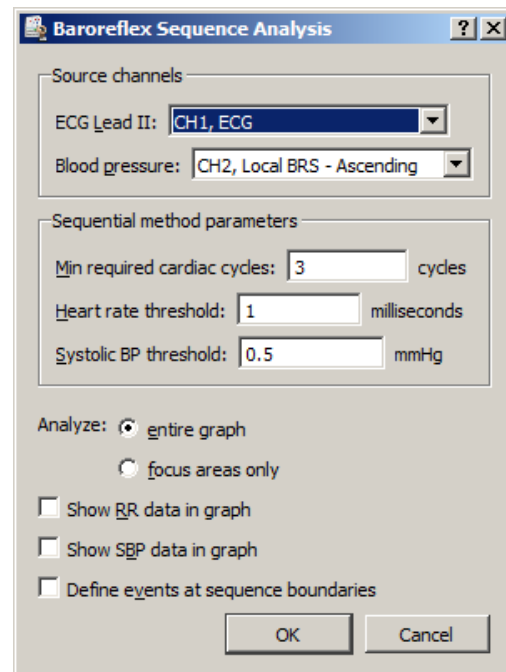 Baroreflex Sequence Analysis
Source channels
ECG Lead II: CH1, ECG
Blood pressure: CH2, Local BRS - Ascending
Sequential method parameters
Min required cardiac cycles: 3 cycles
Heart rate threshold: 1 milliseconds
Systolic BP threshold: 0.5 mmHg
Analyze: entire graph
focus areas only
Show RR data in graph
Show SBP data in graph
Define events at sequence boundaries
OK Cancel